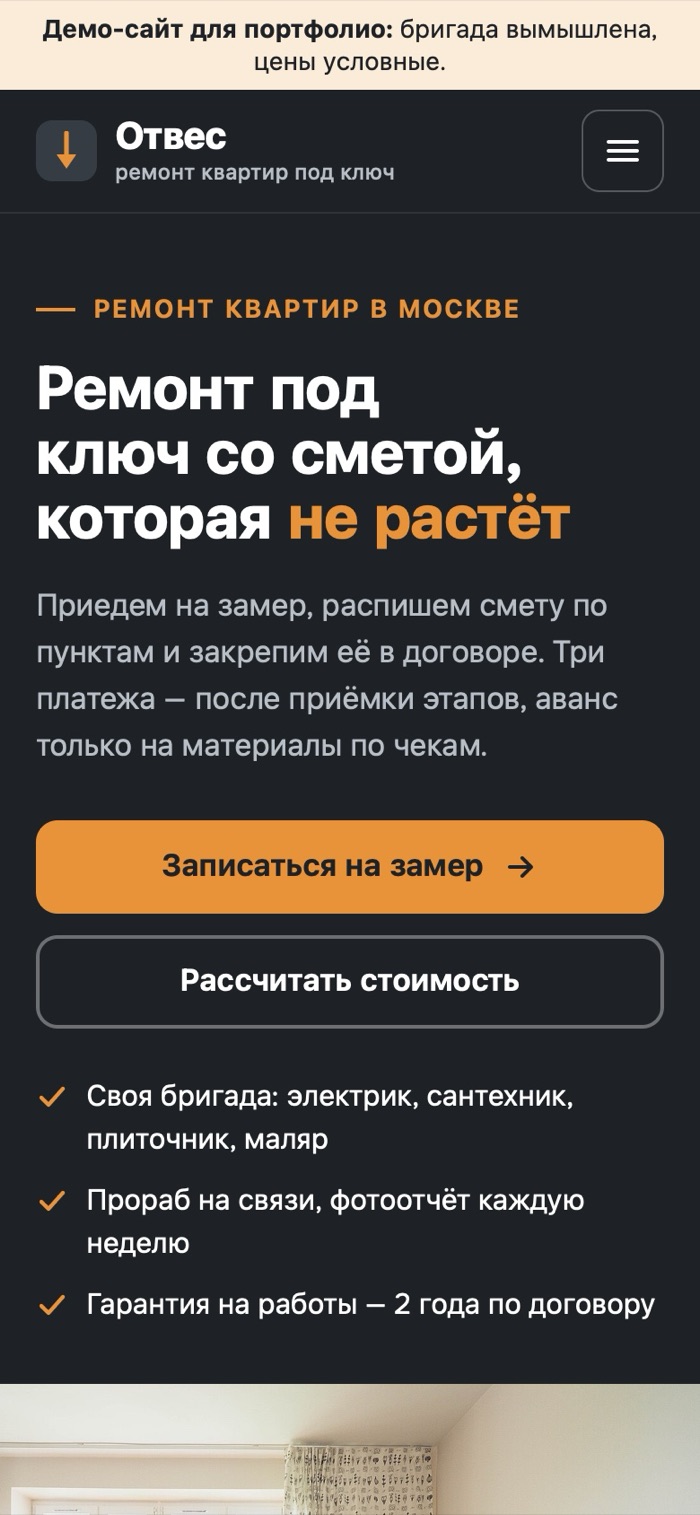 Демо-сайт для портфолио: бригада вымышлена,
цены условные.
Отвес
ремонт квартир под ключ
— РЕМОНТ КВАРТИР В МОСКВЕ
Ремонт под
ключ со сметой,
которая не растёт
Приедем на замер, распишем смету по
пунктам и закрепим её в договоре. Три
платежа — после приёмки этапов, аванс
только на материалы по чекам.
Записаться на замер →
Рассчитать стоимость
Своя бригада: электрик, сантехник,
плиточник, маляр
Прораб на связи, фотоотчёт каждую
неделю
Гарантия на работы — 2 года по договору